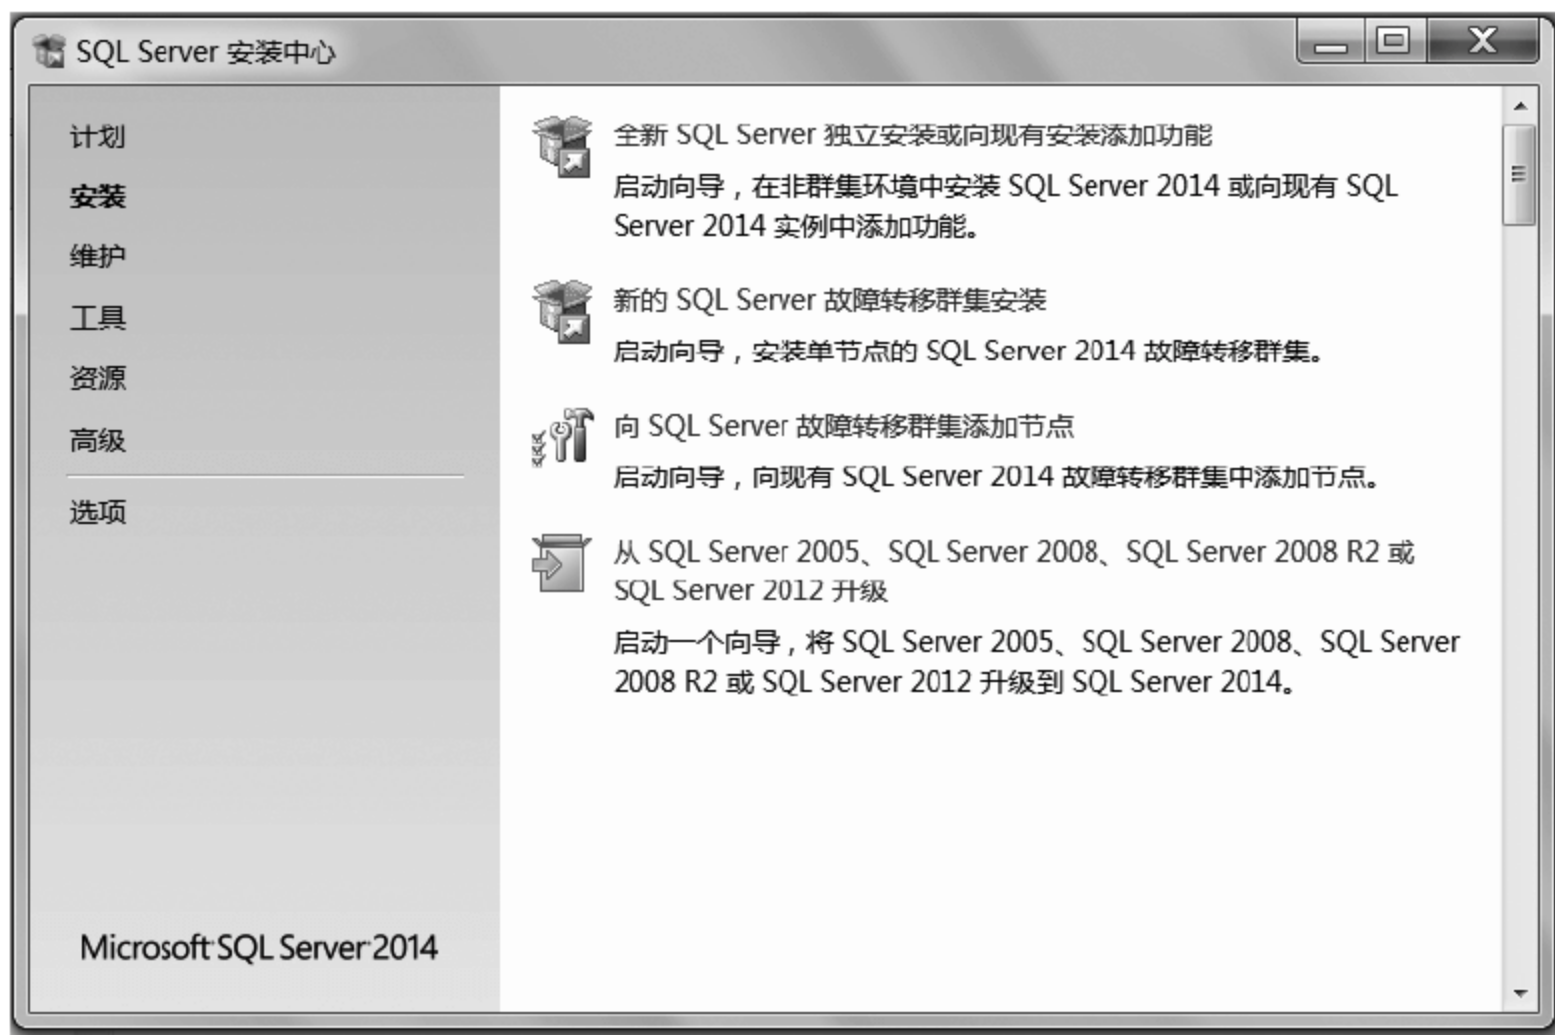 SQL Server 安装中心
计划
安装
维护
工具
资源
高级
选项
Microsoft SQL Server 2014
全新 SQL Server 独立安装或向现有安装添加功能
启动向导，在非群集环境中安装 SQL Server 2014 或向现有 SQL
Server 2014 实例中添加功能。
新的 SQL Server 故障转移群集安装
启动向导，安装单节点的 SQL Server 2014 故障转移群集。
向 SQL Server 故障转移群集添加节点
启动向导，向现有 SQL Server 2014 故障转移群集中添加节点。
从 SQL Server 2005、SQL Server 2008、SQL Server 2008 R2 或
SQL Server 2012 升级
启动一个向导，将 SQL Server 2005、SQL Server 2008、SQL Server
2008 R2 或 SQL Server 2012 升级到 SQL Server 2014。